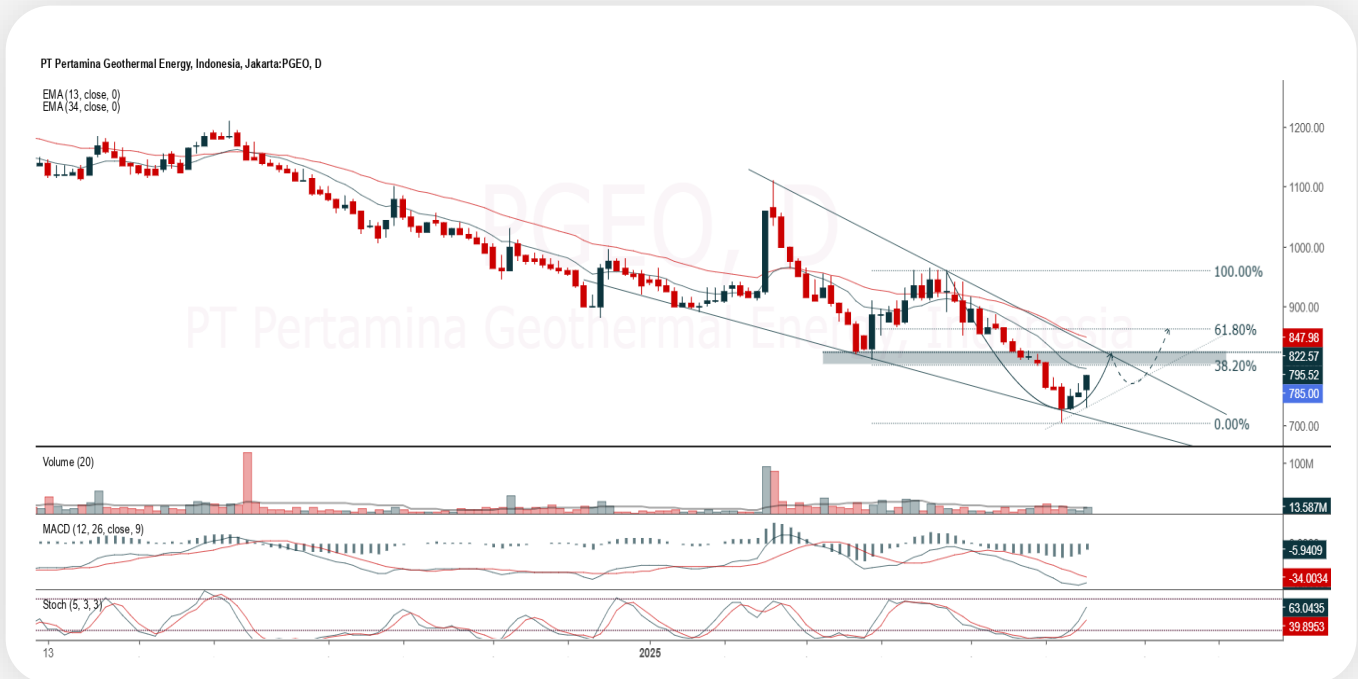 PT Pertamina Geothermal Energy, Indonesia, Jakarta:PGEO, D
EMA (13, close, 0)
EMA (34, close, 0)
PGEO, D
PT Pertamina Geothermal Energy, Indonesia
1200.00
1100.00
1000.00
900.00
700.00
100.00%
61.80%
38.20%
0.00%
847.98
822.57
795.52
785.00
Volume (20)
100M
13.587M
MACD (12, 26, close, 9)
-5.9409
-34.0034
Stoch (5, 3, 3)
63.0435
39.8953
13
2025